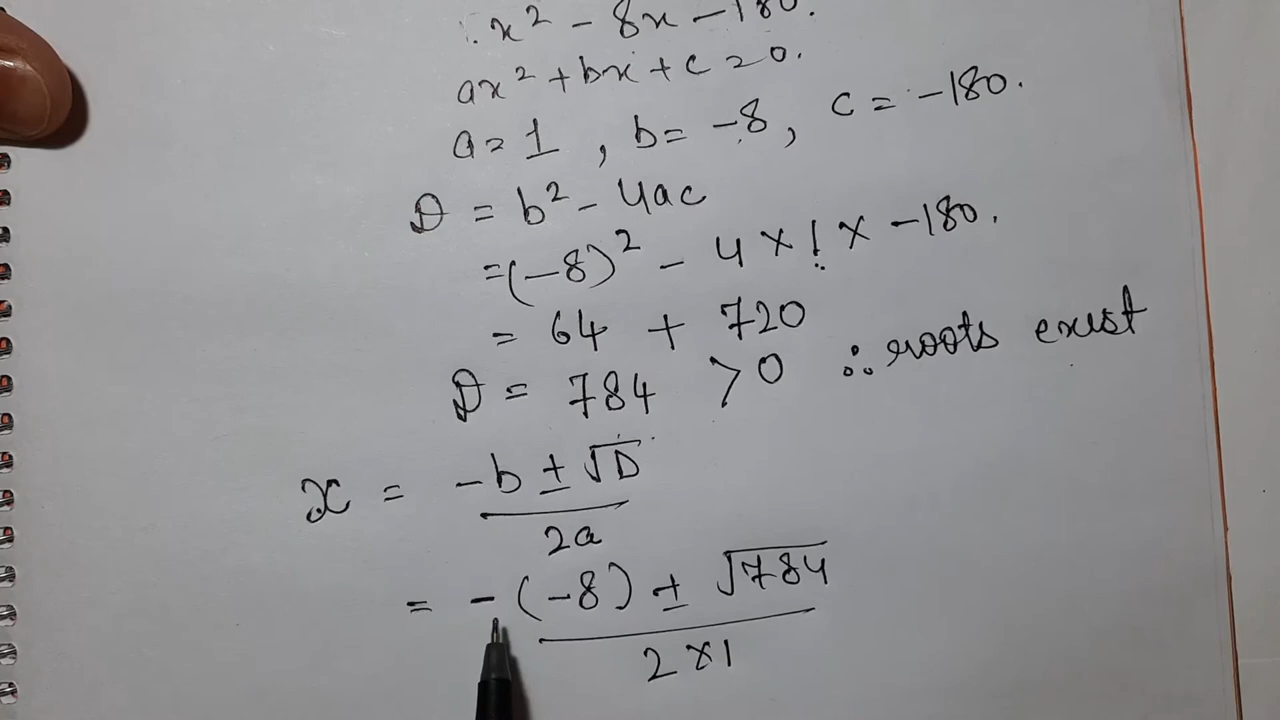 x² - 8x - 180.
ax² + bx + c = 0.
a = 1, b = -8, c = -180.
D = b² - 4ac
= (-8)² - 4 × 1 × -180.
= 64 + 720
D = 784 > 0 ∴ roots exist
x = -b ± √D
2a
= -(-8) ± √784
2 × 1